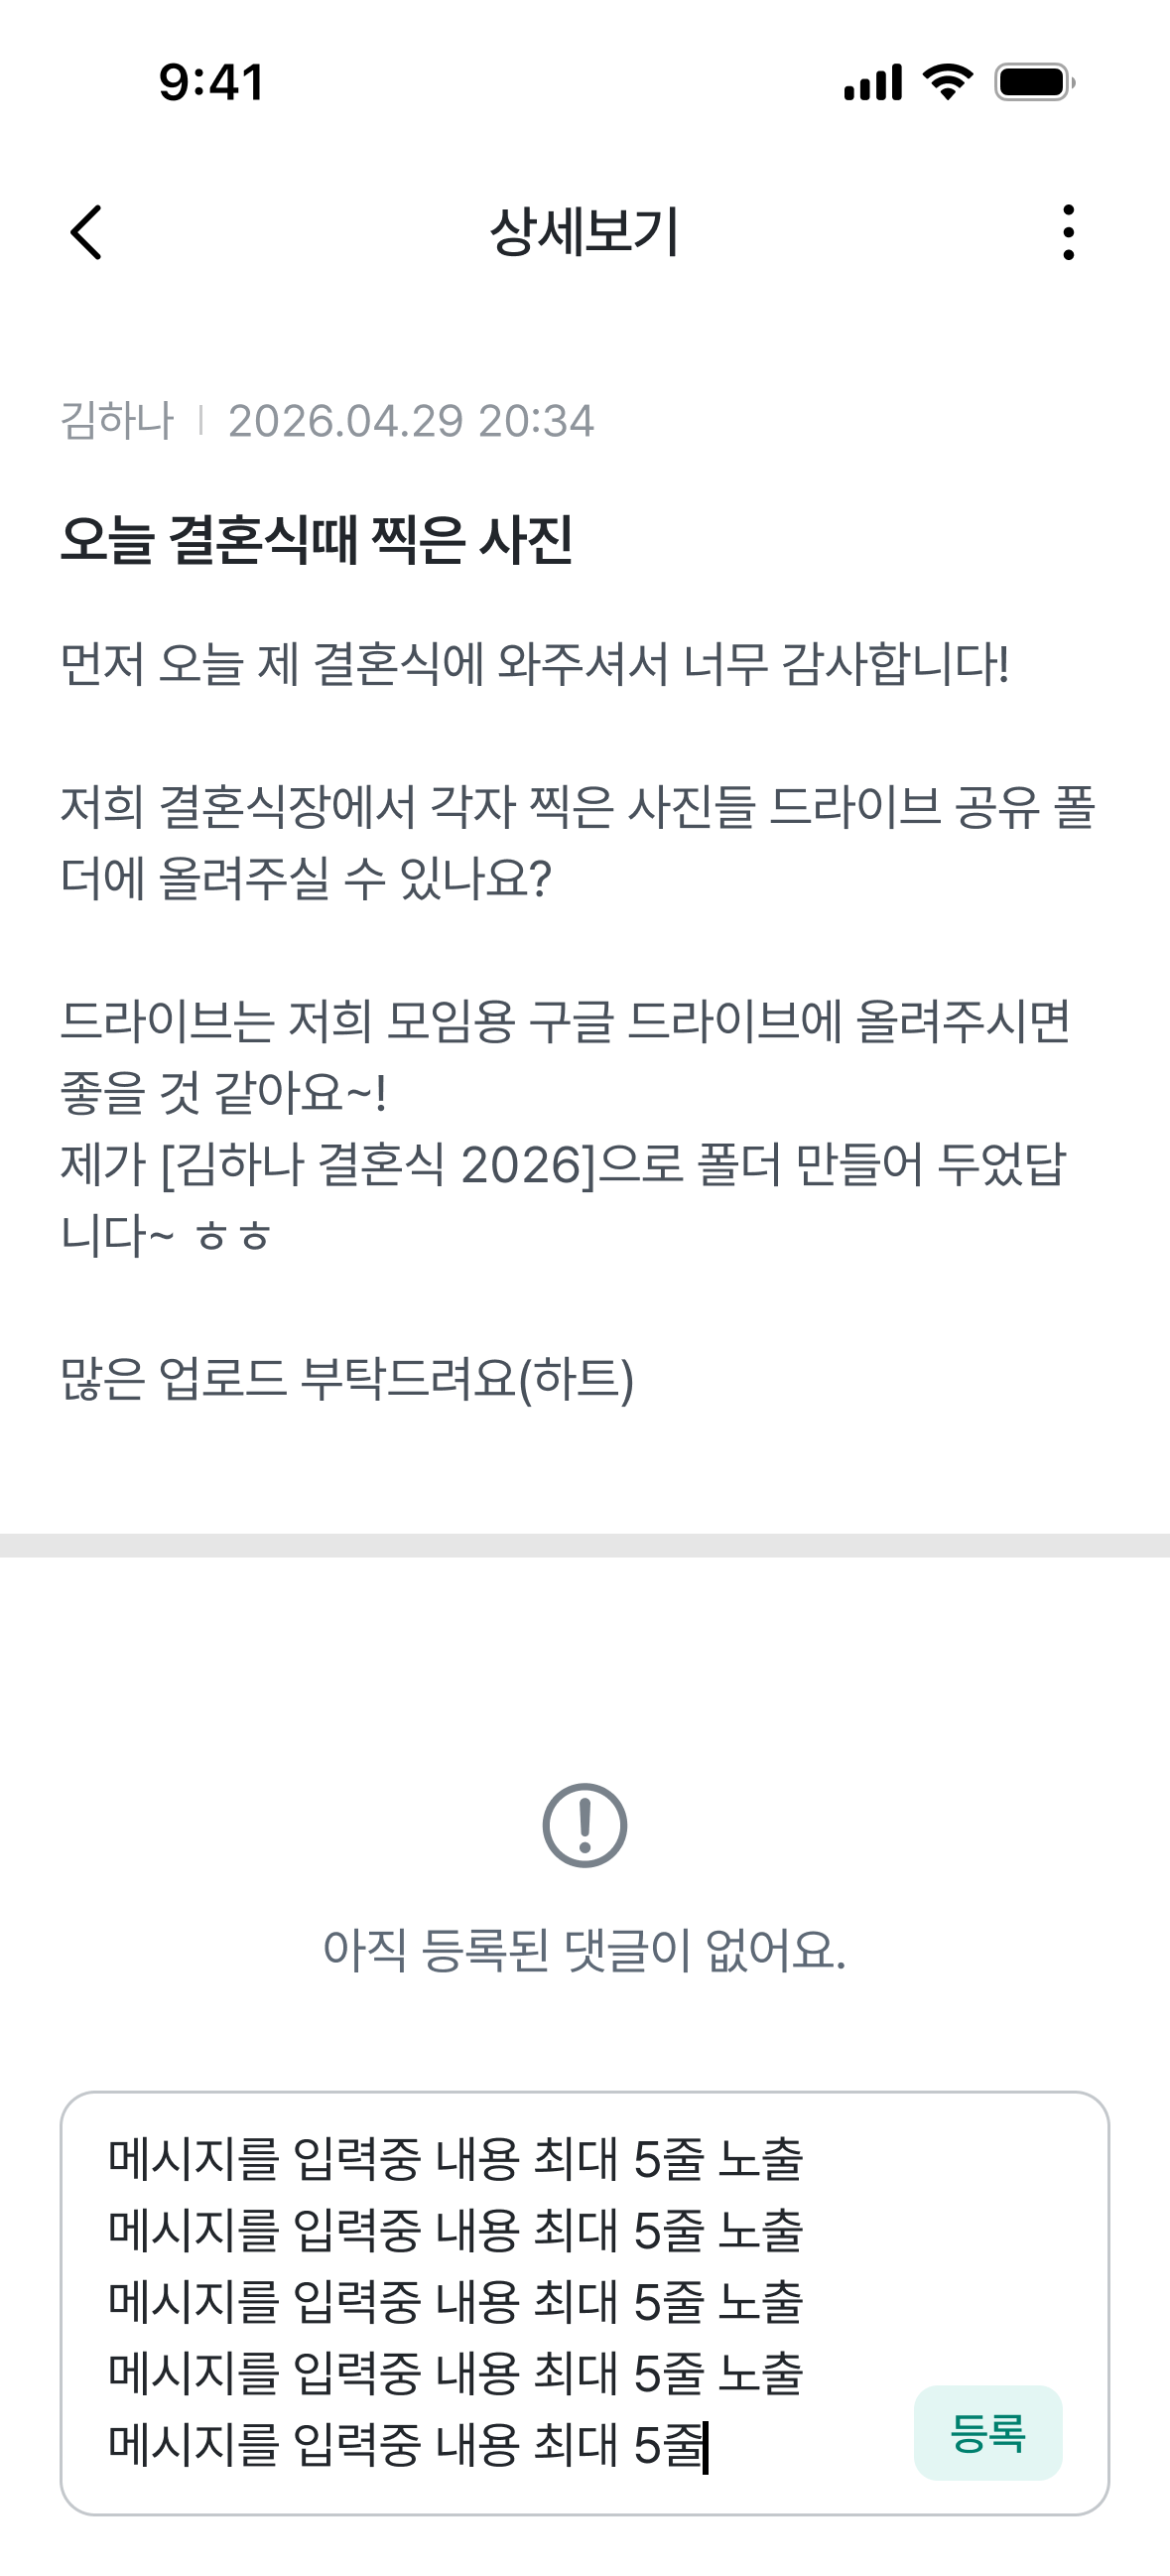 9:41
상세보기
김하나 | 2026.04.29 20:34
오늘 결혼식때 찍은 사진
먼저 오늘 제 결혼식에 와주셔서 너무 감사합니다!
저희 결혼식장에서 각자 찍은 사진들 드라이브 공유 폴
더에 올려주실 수 있나요?
드라이브는 저희 모임용 구글 드라이브에 올려주시면
좋을 것 같아요~!
제가 [김하나 결혼식 2026]으로 폴더 만들어 두었답
니다~ ㅎㅎ
많은 업로드 부탁드려요(하트)
아직 등록된 댓글이 없어요.
메시지를 입력중 내용 최대 5줄 노출
메시지를 입력중 내용 최대 5줄 노출
메시지를 입력중 내용 최대 5줄 노출
메시지를 입력중 내용 최대 5줄 노출
메시지를 입력중 내용 최대 5줄
등록